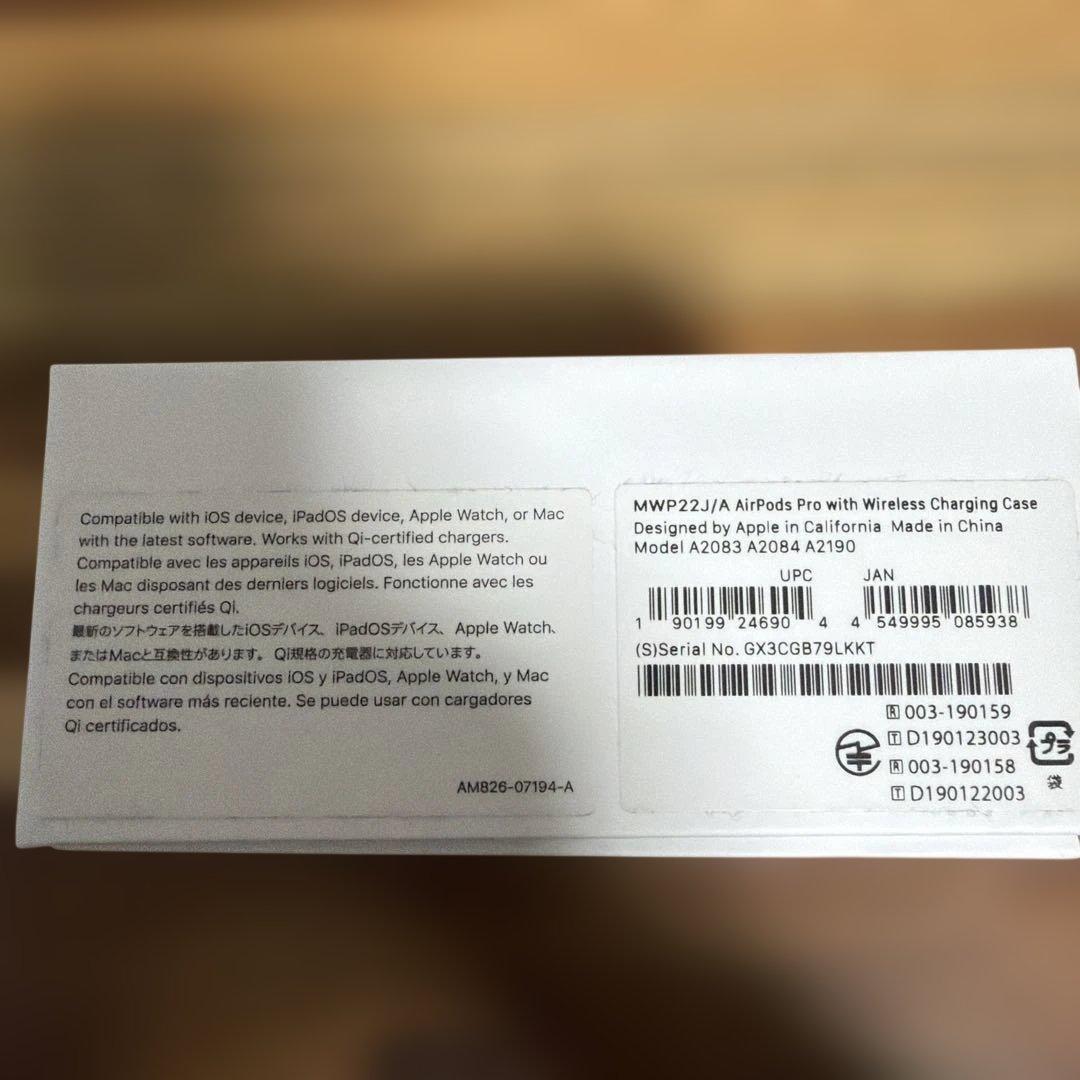 Compatible with iOS device, iPadOS device, Apple Watch, or Mac
with the latest software. Works with Qi-certified chargers.
Compatible avec les appareils iOS, iPadOS, les Apple Watch ou
les Mac disposant des derniers logiciels. Fonctionne avec les
chargeurs certifiés Qi.
最新のソフトウェアを搭載したiOSデバイス、iPadOSデバイス、Apple Watch、
またはMacと互換性があります。Qi規格の充電器に対応しています。
Compatible con dispositivos iOS y iPadOS, Apple Watch, y Mac
con el software más reciente. Se puede usar con cargadores
Qi certificados.
AM826-07194-A
MWP22J/A AirPods Pro with Wireless Charging Case
Designed by Apple in California Made in China
Model A2083 A2084 A2190
UPC JAN
1 90199 24690 4 4 549995 085938
(S)Serial No. GX3CGB79LKKT
R 003-190159
T D190123003
R 003-190158
T D190122003
プラ
袋